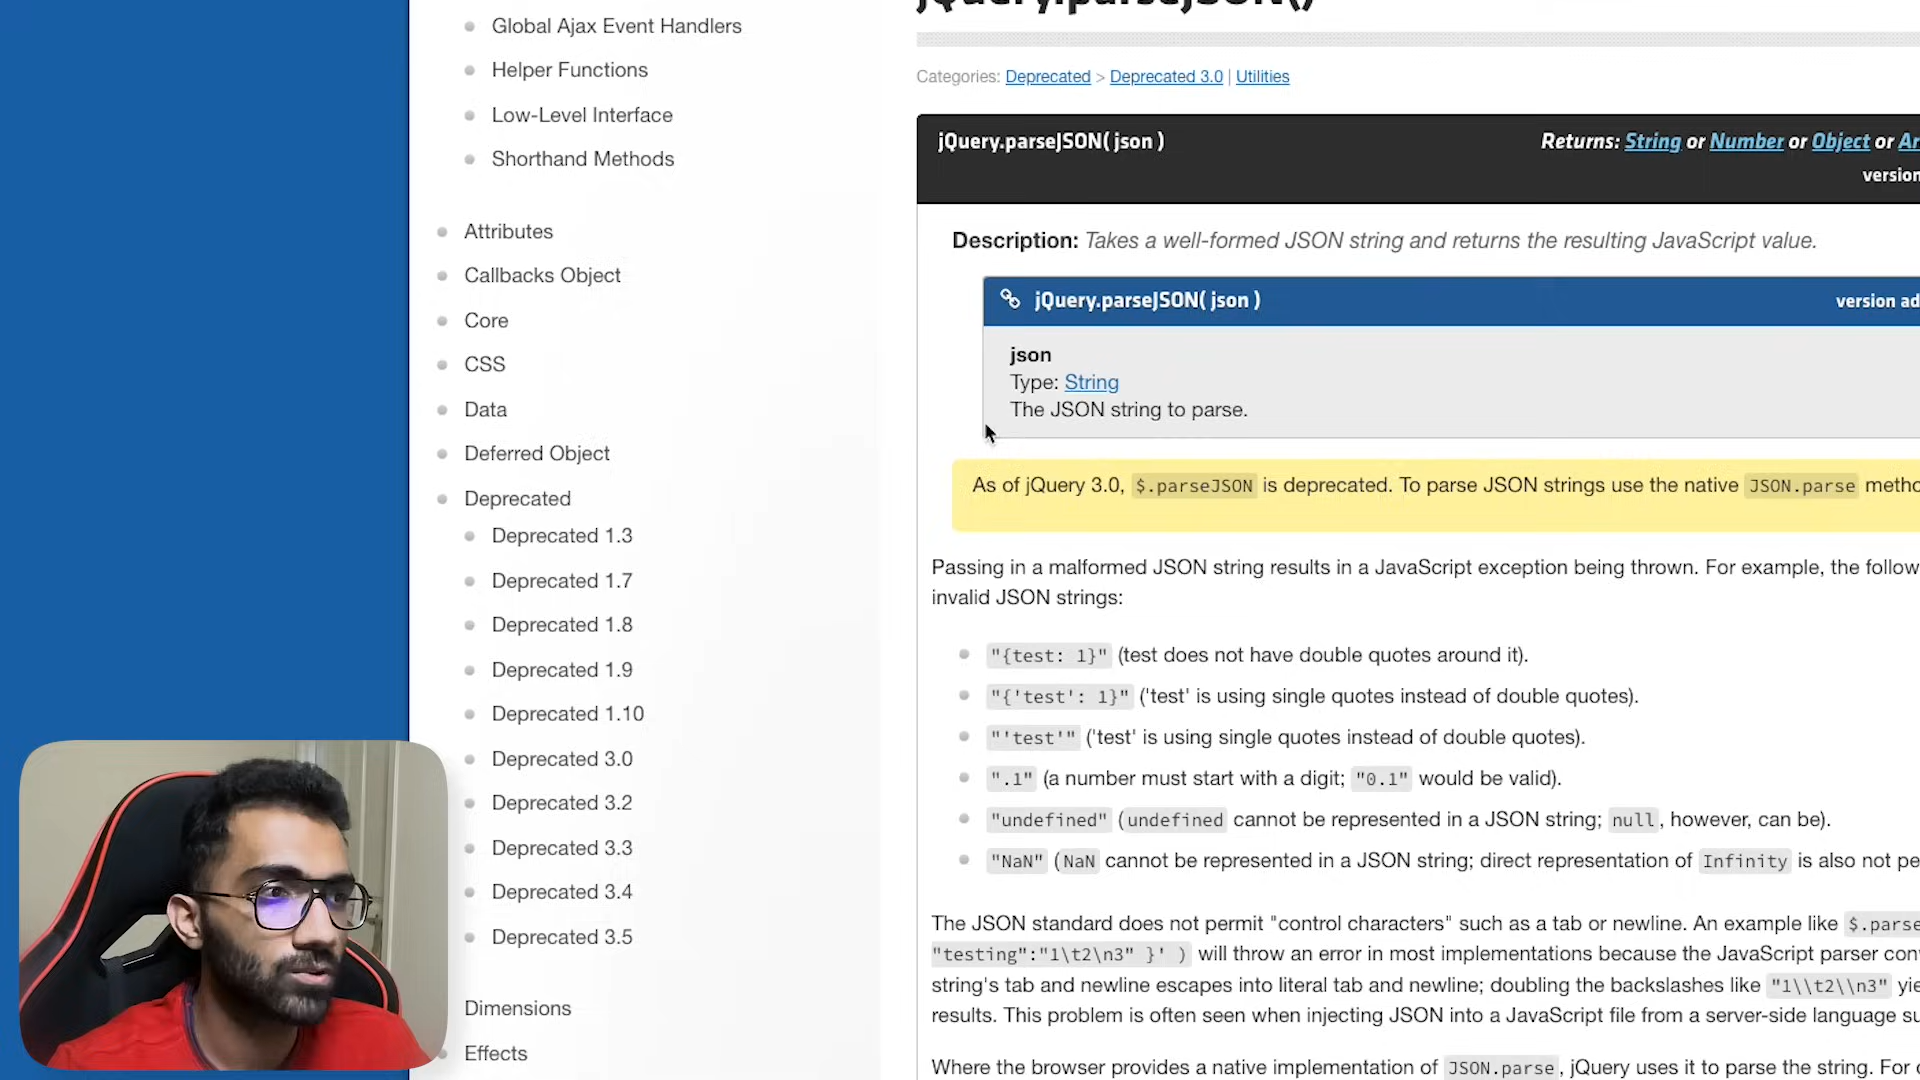 Global Ajax Event Handlers
Helper Functions
Low-Level Interface
Shorthand Methods
Attributes
Callbacks Object
Core
CSS
Data
Deferred Object
Deprecated
Deprecated 1.3
Deprecated 1.7
Deprecated 1.8
Deprecated 1.9
Deprecated 1.10
Deprecated 3.0
Deprecated 3.2
Deprecated 3.3
Deprecated 3.4
Deprecated 3.5
Dimensions
Effects
jQuery.parseJSON()
Categories: Deprecated > Deprecated 3.0 | Utilities
jQuery.parseJSON( json )
Returns: String or Number or Object or Ar
version
Description: Takes a well-formed JSON string and returns the resulting JavaScript value.
jQuery.parseJSON( json )
version ad
json
Type: String
The JSON string to parse.
As of jQuery 3.0, $.parseJSON is deprecated. To parse JSON strings use the native JSON.parse metho
Passing in a malformed JSON string results in a JavaScript exception being thrown. For example, the follow
invalid JSON strings:
"{test: 1}" (test does not have double quotes around it).
"{'test': 1}" ('test' is using single quotes instead of double quotes).
"'test'" ('test' is using single quotes instead of double quotes).
".1" (a number must start with a digit; "0.1" would be valid).
"undefined" (undefined cannot be represented in a JSON string; null, however, can be).
"NaN" (NaN cannot be represented in a JSON string; direct representation of Infinity is also not pe
The JSON standard does not permit "control characters" such as a tab or newline. An example like $.parse
"testing":"1\t2\n3" }' ) will throw an error in most implementations because the JavaScript parser con
string's tab and newline escapes into literal tab and newline; doubling the backslashes like "1\\t2\\n3" yie
results. This problem is often seen when injecting JSON into a JavaScript file from a server-side language su
Where the browser provides a native implementation of JSON.parse, jQuery uses it to parse the string. For